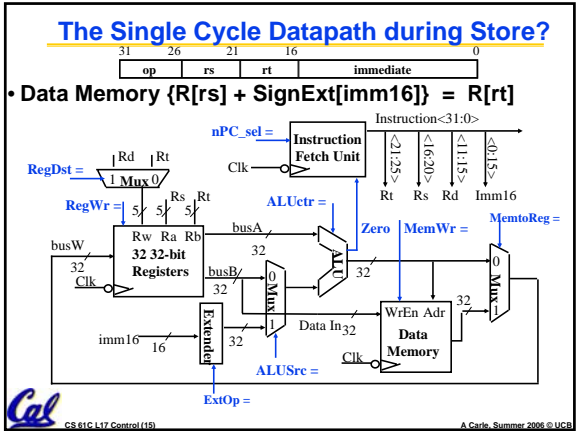 The Single Cycle Datapath during Store?
31 26 21 16 0
op rs rt immediate
• Data Memory {R[rs] + SignExt[imm16]} = R[rt]
Instruction<31:0>
nPC_sel =
Instruction
Fetch Unit
Clk
<21:25>
<16:20>
<11:15>
<0:15>
Rt Rs Rd Imm16
Rd Rt
RegDst =
1 Mux 0
RegWr =
5 5 5
Rs Rt
ALUctr =
Zero
MemWr =
MemtoReg =
busA
32
busW
32
Rw Ra Rb
32 32-bit
Registers
Clk
busB
32
0
Mux
1
ALU
32
0
Mux
1
imm16
16
Extender
32
Data In
32
WrEn Adr
Data
Memory
32
Clk
ALUSrc =
ExtOp =
Cal
CS 61C L17 Control (15)
A Carle, Summer 2006 © UCB